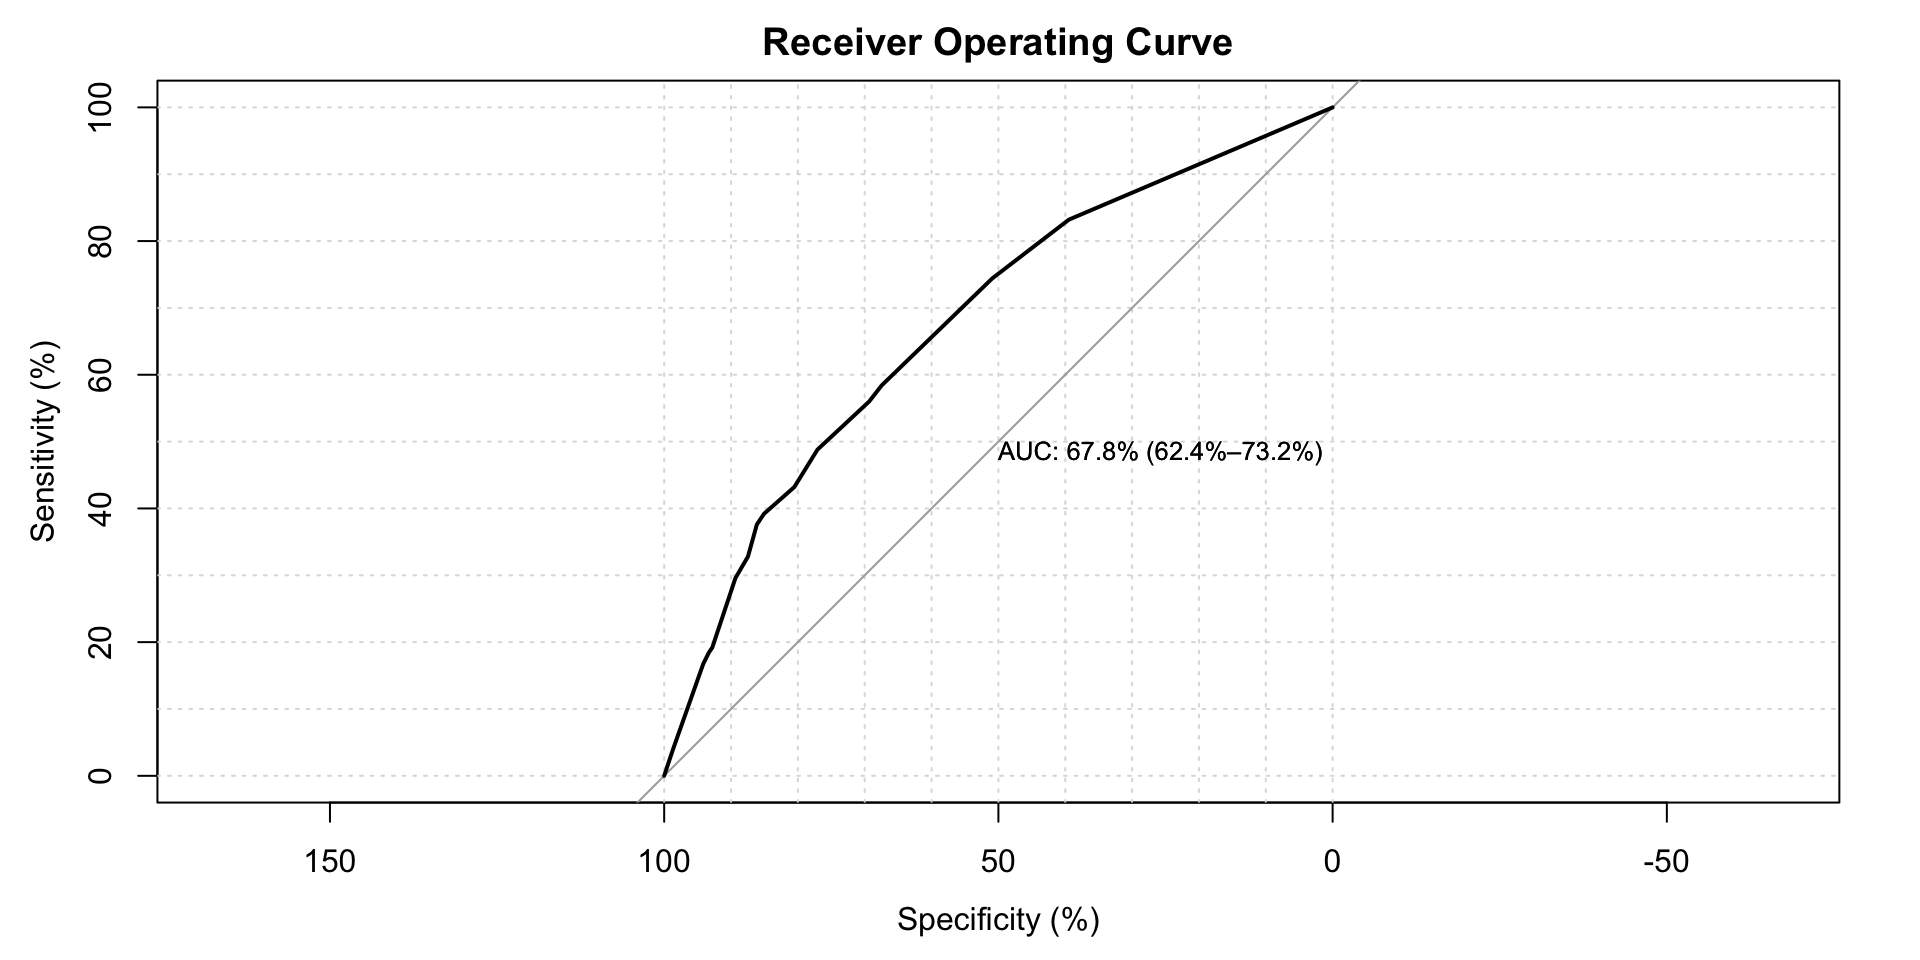 Receiver Operating Curve
Sensitivity (%)
100
80
60
40
20
0
AUC: 67.8% (62.4%–73.2%)
150 100 50 0 -50
Specificity (%)